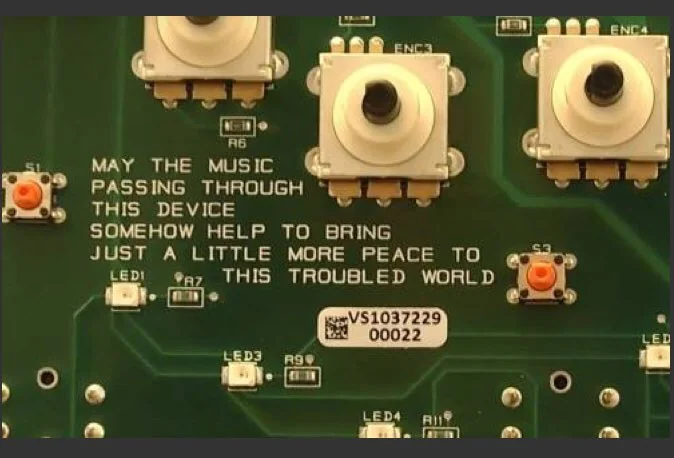 ENC3
ENC4
R6
S1
MAY THE MUSIC
PASSING THROUGH
THIS DEVICE
SOMEHOW HELP TO BRING
JUST A LITTLE MORE PEACE TO
THIS TROUBLED WORLD
S3
LED1
R7
VS1037229
00022
LED3
R9
LED
LED4
R11